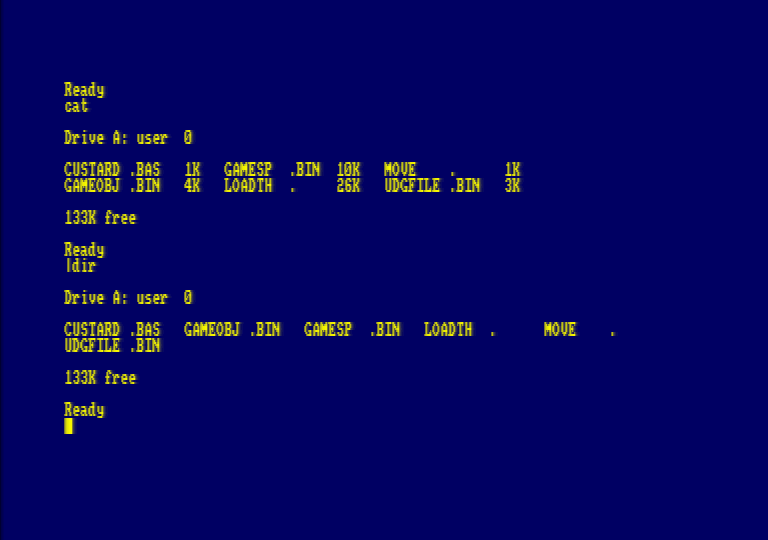 Ready
cat
Drive A: user  0
CUSTARD .BAS   1K   GAMESP  .BIN  10K   MOVE    .      1K
GAMEOBJ .BIN   4K   LOADTH  .     26K   UDGFILE .BIN   3K
133K free
Ready
|dir
Drive A: user  0
CUSTARD .BAS   GAMEOBJ .BIN   GAMESP  .BIN   LOADTH  .      MOVE    .
UDGFILE .BIN
133K free
Ready